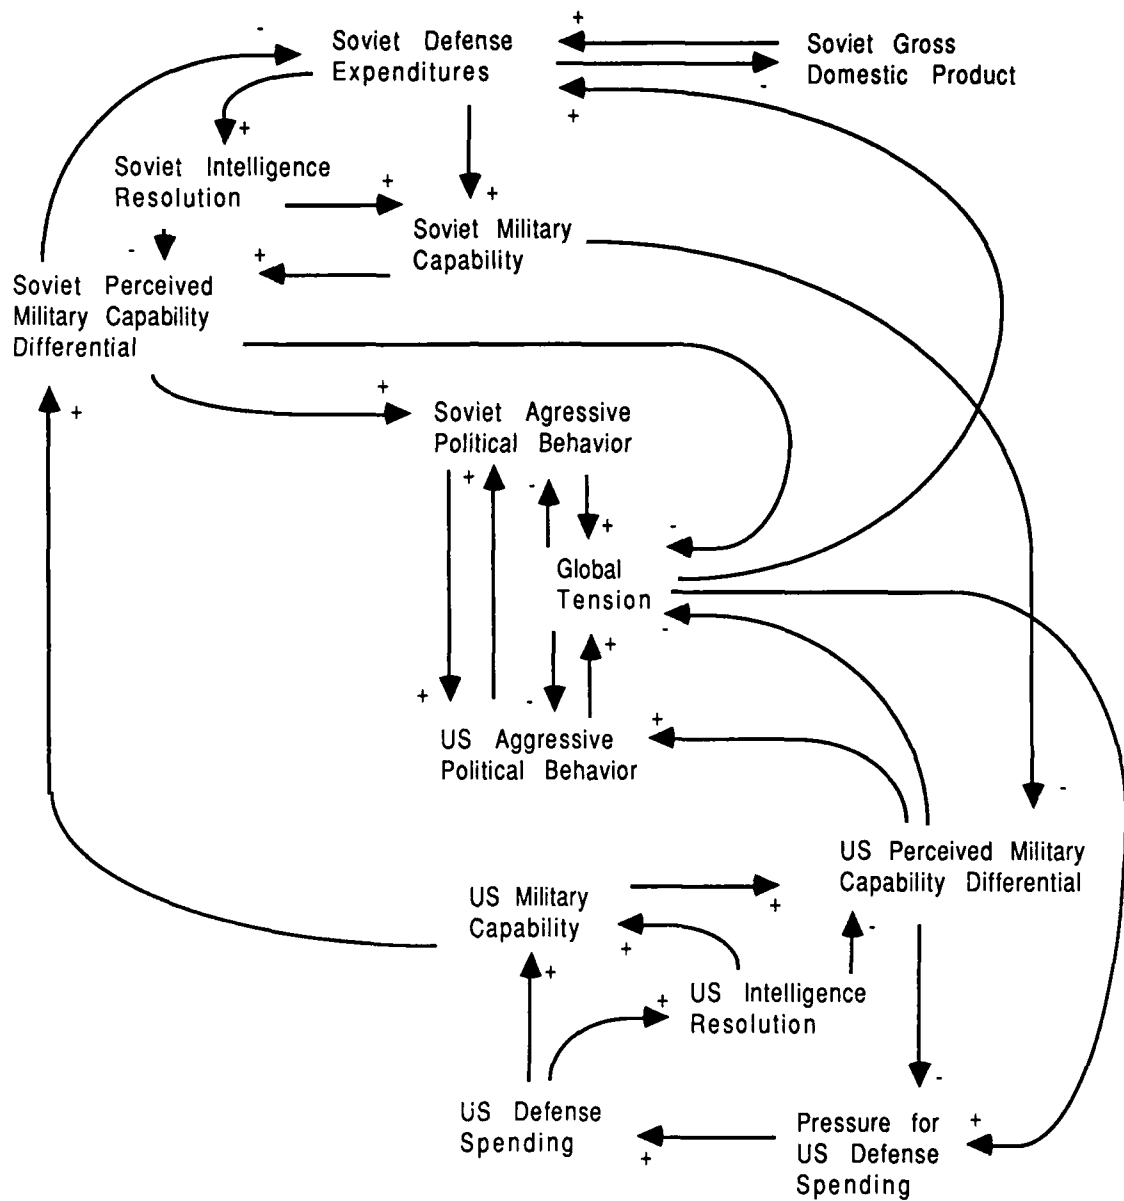 Soviet Defense
Expenditures
Soviet Gross
Domestic Product
Soviet Intelligence
Resolution
Soviet Military
Capability
Soviet Perceived
Military Capability
Differential
Soviet Agressive
Political Behavior
Global
Tension
US Aggressive
Political Behavior
US Perceived Military
Capability Differential
US Military
Capability
US Intelligence
Resolution
US Defense
Spending
Pressure for
US Defense
Spending